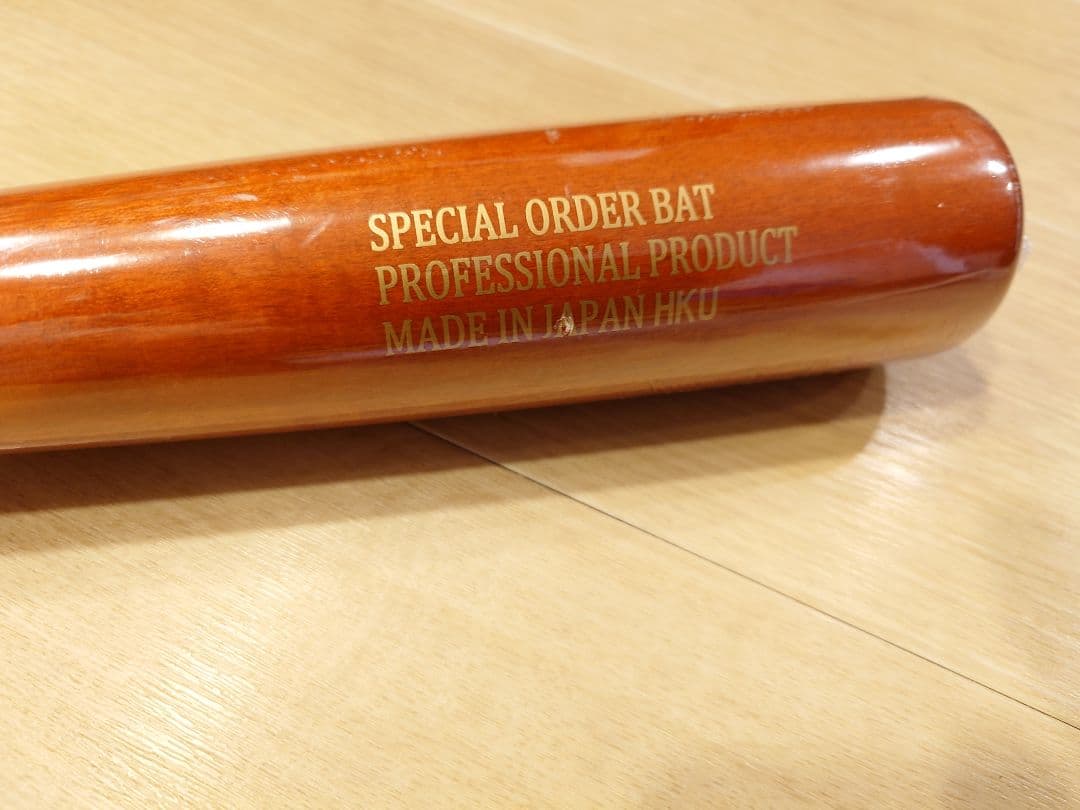 SPECIAL ORDER BAT
PROFESSIONAL PRODUCT
MADE IN JAPAN HKU